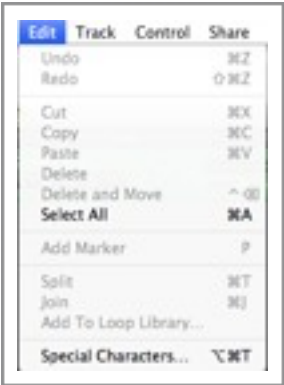 Edit Track Control Share
Undo ⌘Z
Redo ⇧⌘Z
Cut ⌘X
Copy ⌘C
Paste ⌘V
Delete
Delete and Move ^⌫
Select All ⌘A
Add Marker P
Split ⌘T
Join ⌘J
Add To Loop Library...
Special Characters... ⌥⌘T